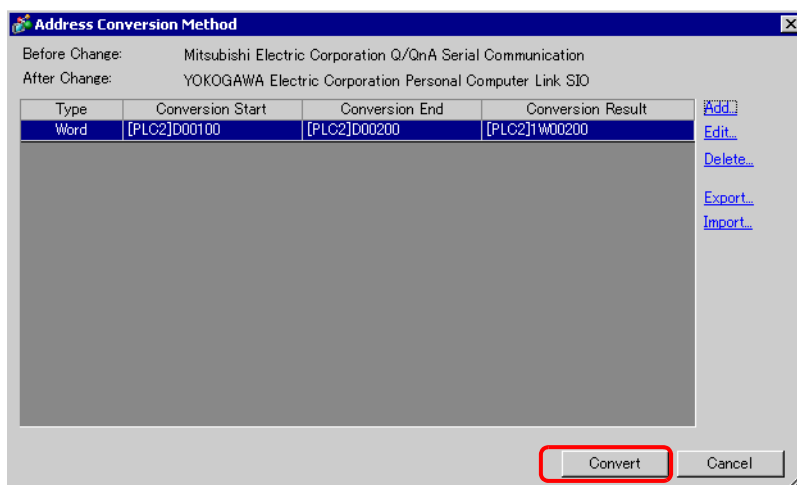 Address Conversion Method
Before Change: Mitsubishi Electric Corporation Q/QnA Serial Communication
After Change: YOKOGAWA Electric Corporation Personal Computer Link SIO
Type Conversion Start Conversion End Conversion Result
Word [PLC2]D00100 [PLC2]D00200 [PLC2]1W00200
Add...
Edit...
Delete...
Export...
Import...
Convert Cancel